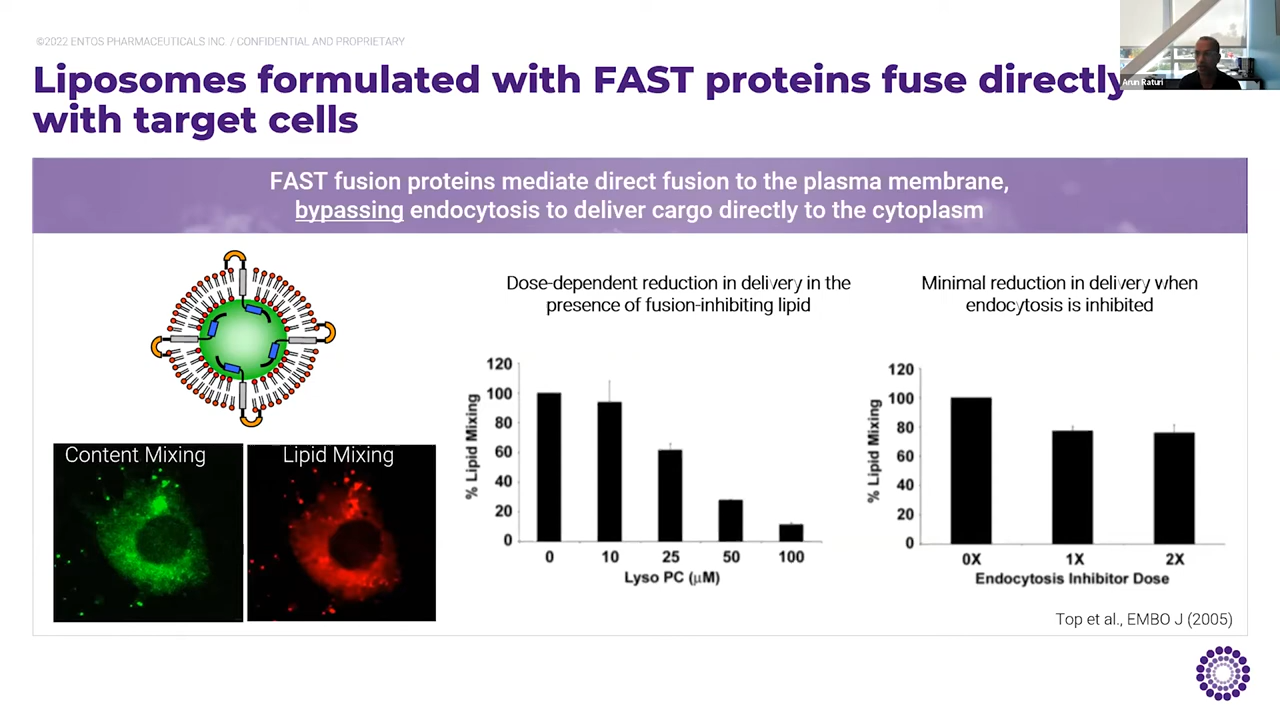 ©2022 ENTOS PHARMACEUTICALS INC. / CONFIDENTIAL AND PROPRIETARY
Arun Raturi
Liposomes formulated with FAST proteins fuse directly
with target cells
FAST fusion proteins mediate direct fusion to the plasma membrane,
bypassing endocytosis to deliver cargo directly to the cytoplasm
Content Mixing
Lipid Mixing
Dose-dependent reduction in delivery in the
presence of fusion-inhibiting lipid
% Lipid Mixing
120
100
80
60
40
20
0
0 10 25 50 100
Lyso PC (μM)
Minimal reduction in delivery when
endocytosis is inhibited
% Lipid Mixing
120
100
80
60
40
20
0
0X 1X 2X
Endocytosis Inhibitor Dose
Top et al., EMBO J (2005)